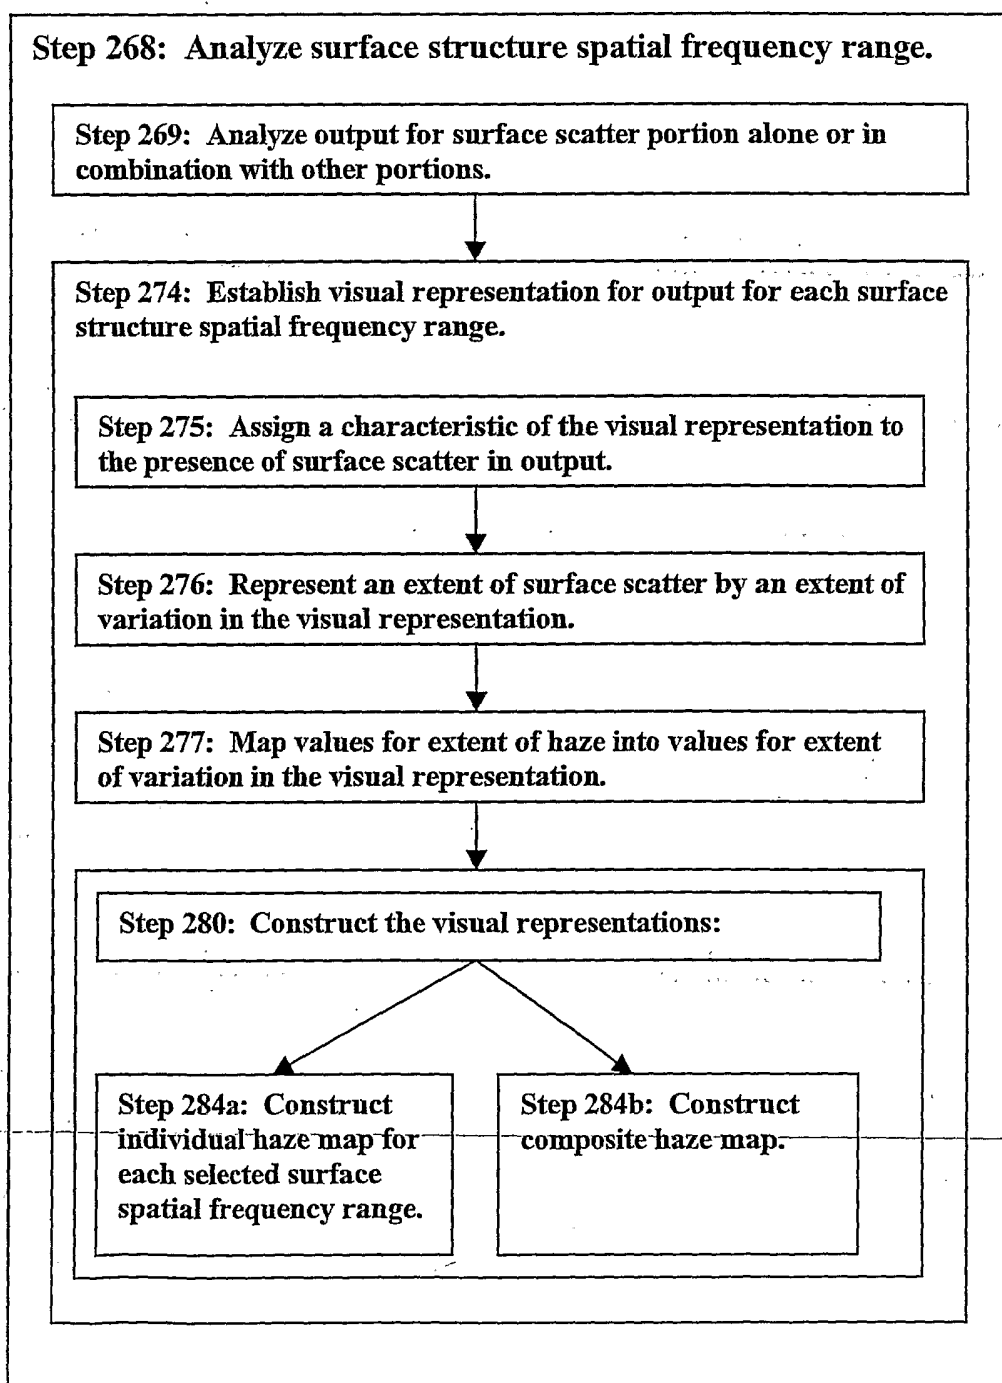 Step 268: Analyze surface structure spatial frequency range.
Step 269: Analyze output for surface scatter portion alone or in
combination with other portions.
Step 274: Establish visual representation for output for each surface
structure spatial frequency range.
Step 275: Assign a characteristic of the visual representation to
the presence of surface scatter in output.
Step 276: Represent an extent of surface scatter by an extent of
variation in the visual representation.
Step 277: Map values for extent of haze into values for extent
of variation in the visual representation.
Step 280: Construct the visual representations:
Step 284a: Construct
individual haze map for
each selected surface
spatial frequency range.
Step 284b: Construct
composite haze map.